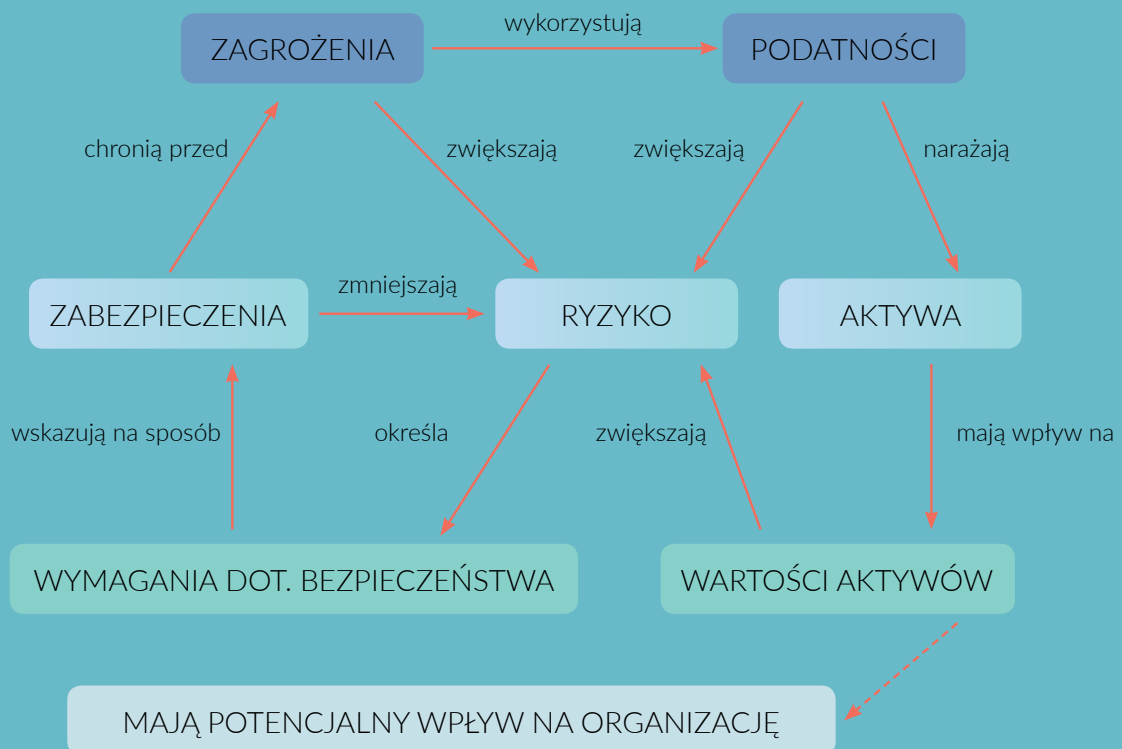 wykorzystują
ZAGROŻENIA
PODATNOŚCI
chronią przed
zwiększają
zwiększają
narażają
zmniejszają
ZABEZPIECZENIA
RYZYKO
AKTYWA
wskazują na sposób
określa
zwiększają
mają wpływ na
WYMAGANIA DOT. BEZPIECZEŃSTWA
WARTOŚCI AKTYWÓW
MAJĄ POTENCJALNY WPŁYW NA ORGANIZACJĘ